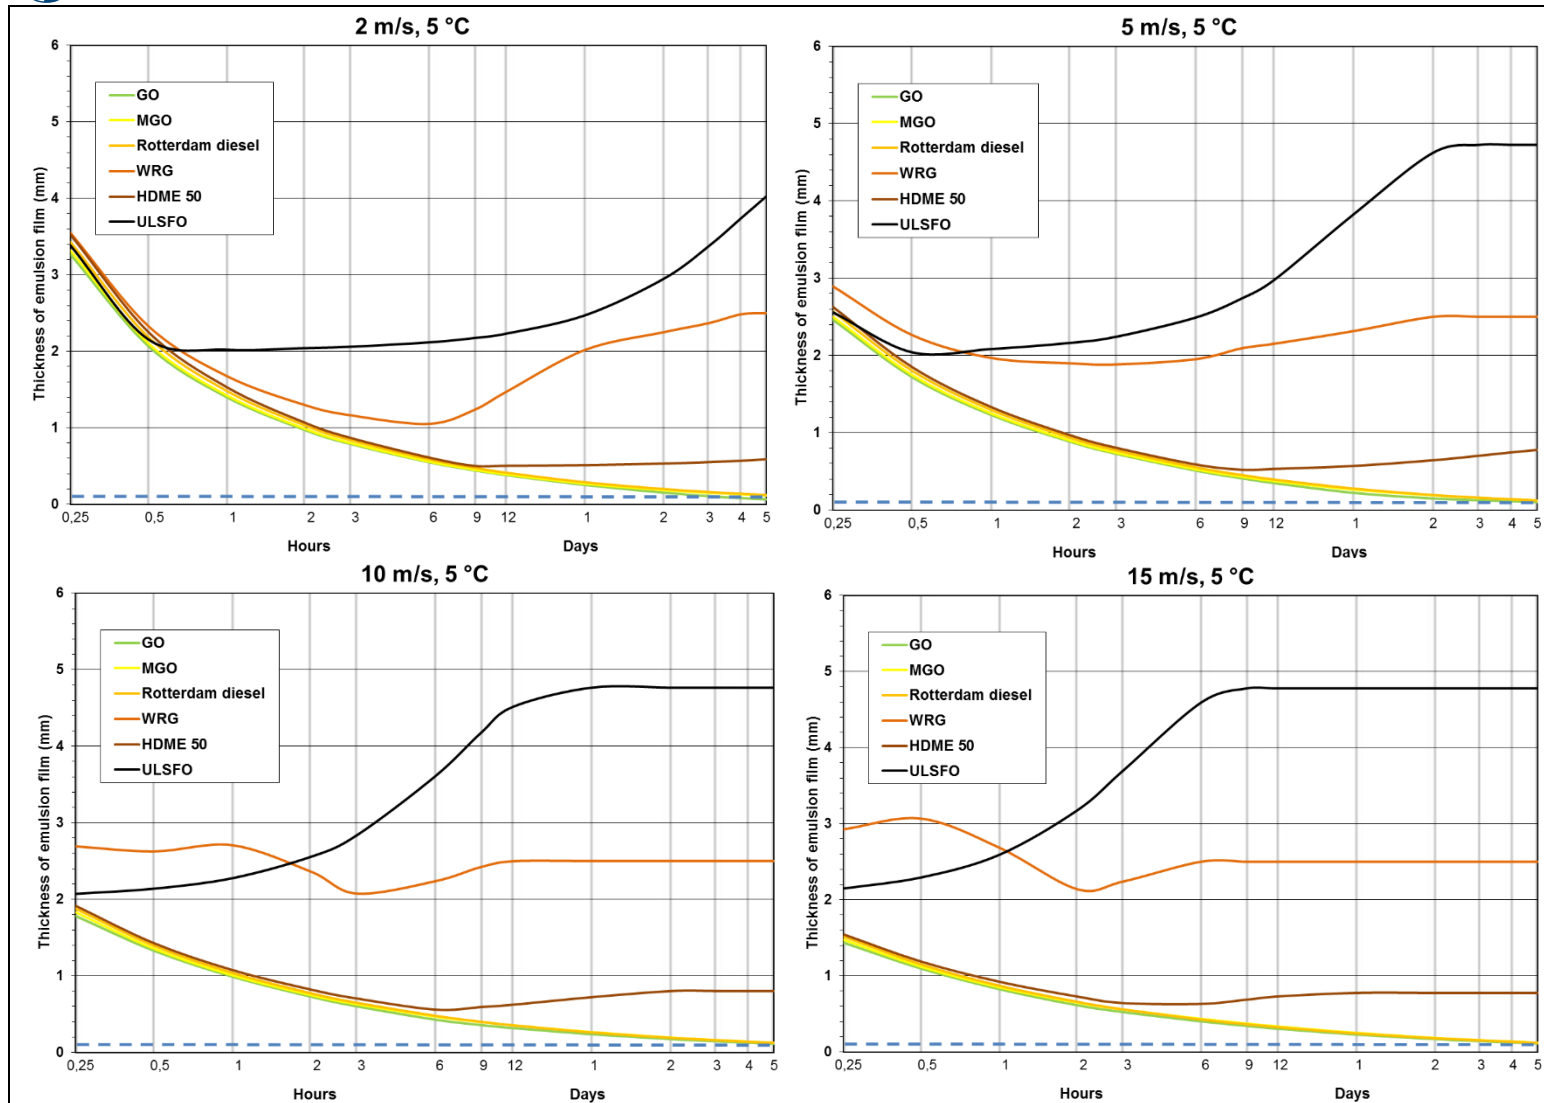 2 m/s, 5 °C
Thickness of emulsion film (mm)
6
5
4
3
2
1
0
GO
MGO
Rotterdam diesel
WRG
HDME 50
ULSFO
0,25 0,5 1 2 3 6 9 12 1 2 3 4 5
Hours Days
5 m/s, 5 °C
Thickness of emulsion film (mm)
6
5
4
3
2
1
0
GO
MGO
Rotterdam diesel
WRG
HDME 50
ULSFO
0,25 0,5 1 2 3 6 9 12 1 2 3 4 5
Hours Days
10 m/s, 5 °C
Thickness of emulsion film (mm)
6
5
4
3
2
1
0
GO
MGO
Rotterdam diesel
WRG
HDME 50
ULSFO
0,25 0,5 1 2 3 6 9 12 1 2 3 4 5
Hours Days
15 m/s, 5 °C
Thickness of emulsion film (mm)
6
5
4
3
2
1
0
GO
MGO
Rotterdam diesel
WRG
HDME 50
ULSFO
0,25 0,5 1 2 3 6 9 12 1 2 3 4 5
Hours Days